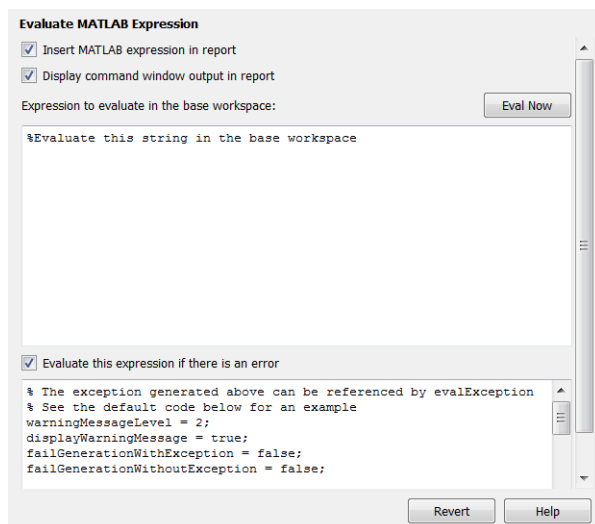 Evaluate MATLAB Expression
Insert MATLAB expression in report
Display command window output in report
Expression to evaluate in the base workspace:
Eval Now
%Evaluate this string in the base workspace
Evaluate this expression if there is an error
% The exception generated above can be referenced by evalException
% See the default code below for an example
warningMessageLevel = 2;
displayWarningMessage = true;
failGenerationWithException = false;
failGenerationWithoutException = false;
Revert
Help